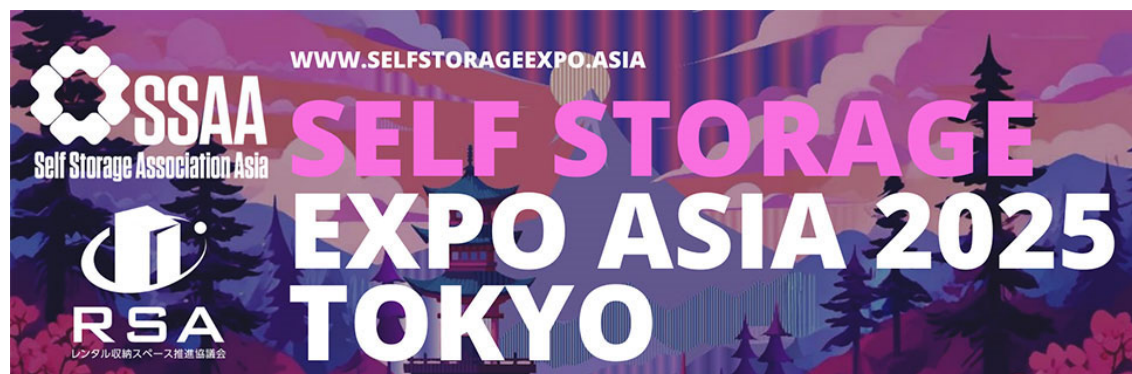 SSAA
Self Storage Association Asia
RSA
レンタル収納スペース推進協議会
WWW.SELFSTORAGEEXPO.ASIA
SELF STORAGE
EXPO ASIA 2025
TOKYO